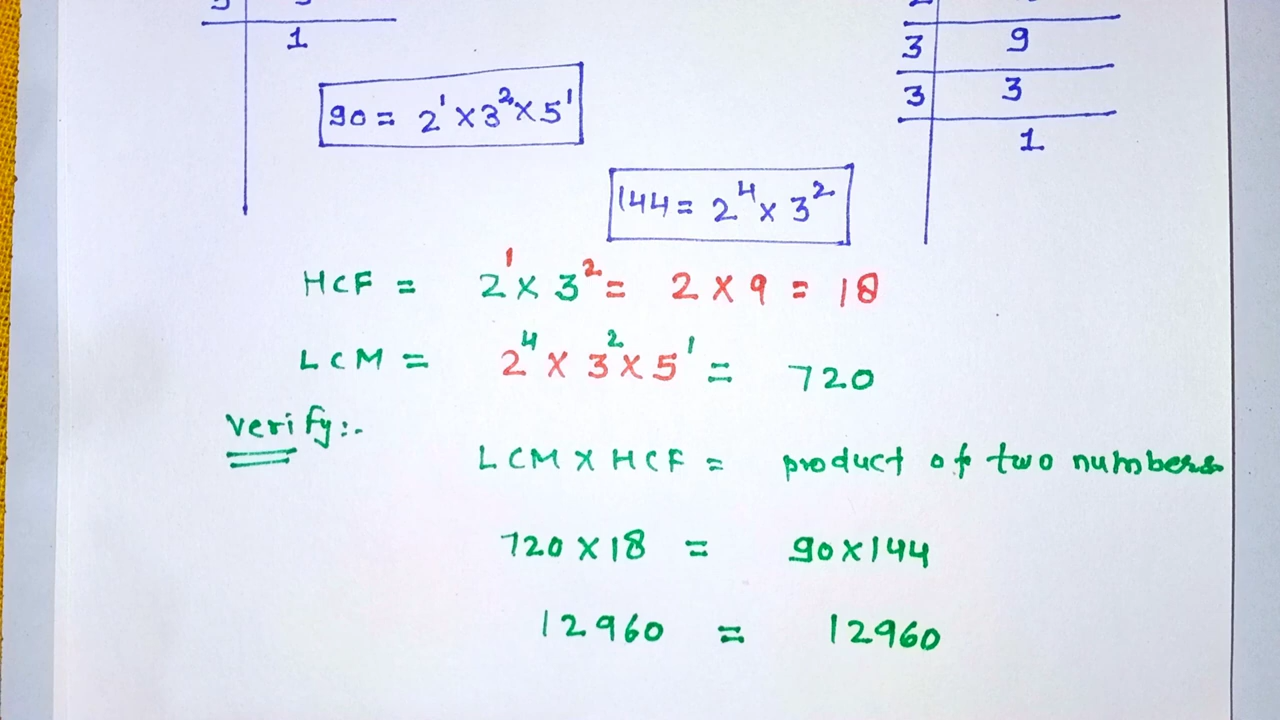 1
90 = 2¹ × 3² × 5¹
3 9
3 3
1
144 = 2⁴ × 3²
HCF = 2¹ × 3² = 2 × 9 = 18
LCM = 2⁴ × 3² × 5¹ = 720
Verify:-
LCM × HCF = product of two numbers
720 × 18 = 90 × 144
12960 = 12960